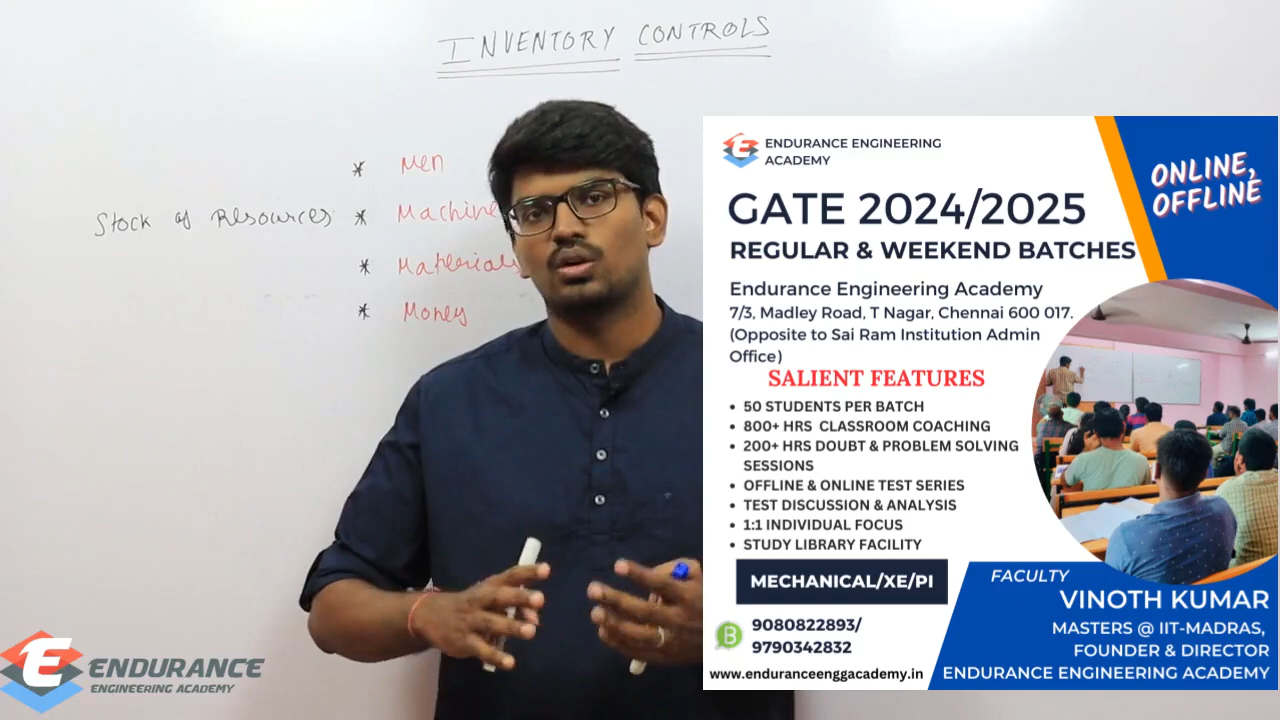 INVENTORY CONTROLS
* Men
Stock of Resources * Machine
* Materials
* Money
ENDURANCE
ENGINEERING ACADEMY
ENDURANCE ENGINEERING
ACADEMY
ONLINE,
OFFLINE
GATE 2024/2025
REGULAR & WEEKEND BATCHES
Endurance Engineering Academy
7/3, Madley Road, T Nagar, Chennai 600 017.
(Opposite to Sai Ram Institution Admin
Office)
SALIENT FEATURES
• 50 STUDENTS PER BATCH
• 800+ HRS CLASSROOM COACHING
• 200+ HRS DOUBT & PROBLEM SOLVING
SESSIONS
• OFFLINE & ONLINE TEST SERIES
• TEST DISCUSSION & ANALYSIS
• 1:1 INDIVIDUAL FOCUS
• STUDY LIBRARY FACILITY
MECHANICAL/XE/PI
9080822893/
9790342832
www.enduranceenggacademy.in
FACULTY
VINOTH KUMAR
MASTERS @ IIT-MADRAS,
FOUNDER & DIRECTOR
ENDURANCE ENGINEERING ACADEMY